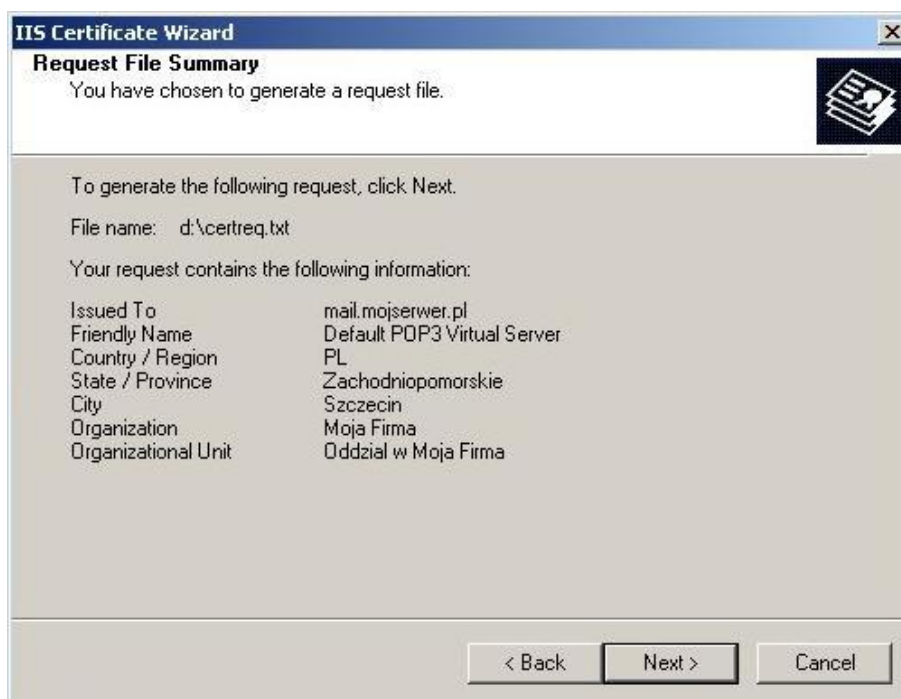 IIS Certificate Wizard
Request File Summary
You have chosen to generate a request file.
To generate the following request, click Next.
File name: d:\certreq.txt
Your request contains the following information:
Issued To mail.mojserwer.pl
Friendly Name Default POP3 Virtual Server
Country / Region PL
State / Province Zachodniopomorskie
City Szczecin
Organization Moja Firma
Organizational Unit Oddzial w Moja Firma
< Back Next > Cancel